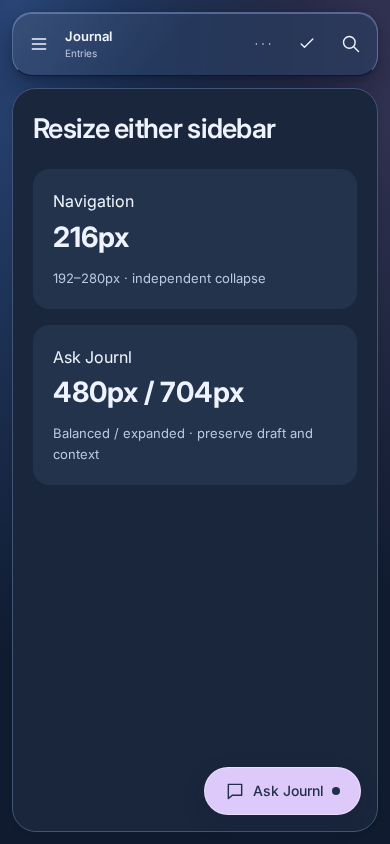 Journal
Entries
Resize either sidebar
Navigation
216px
192–280px · independent collapse
Ask Journl
480px / 704px
Balanced / expanded · preserve draft and
context
Ask Journl